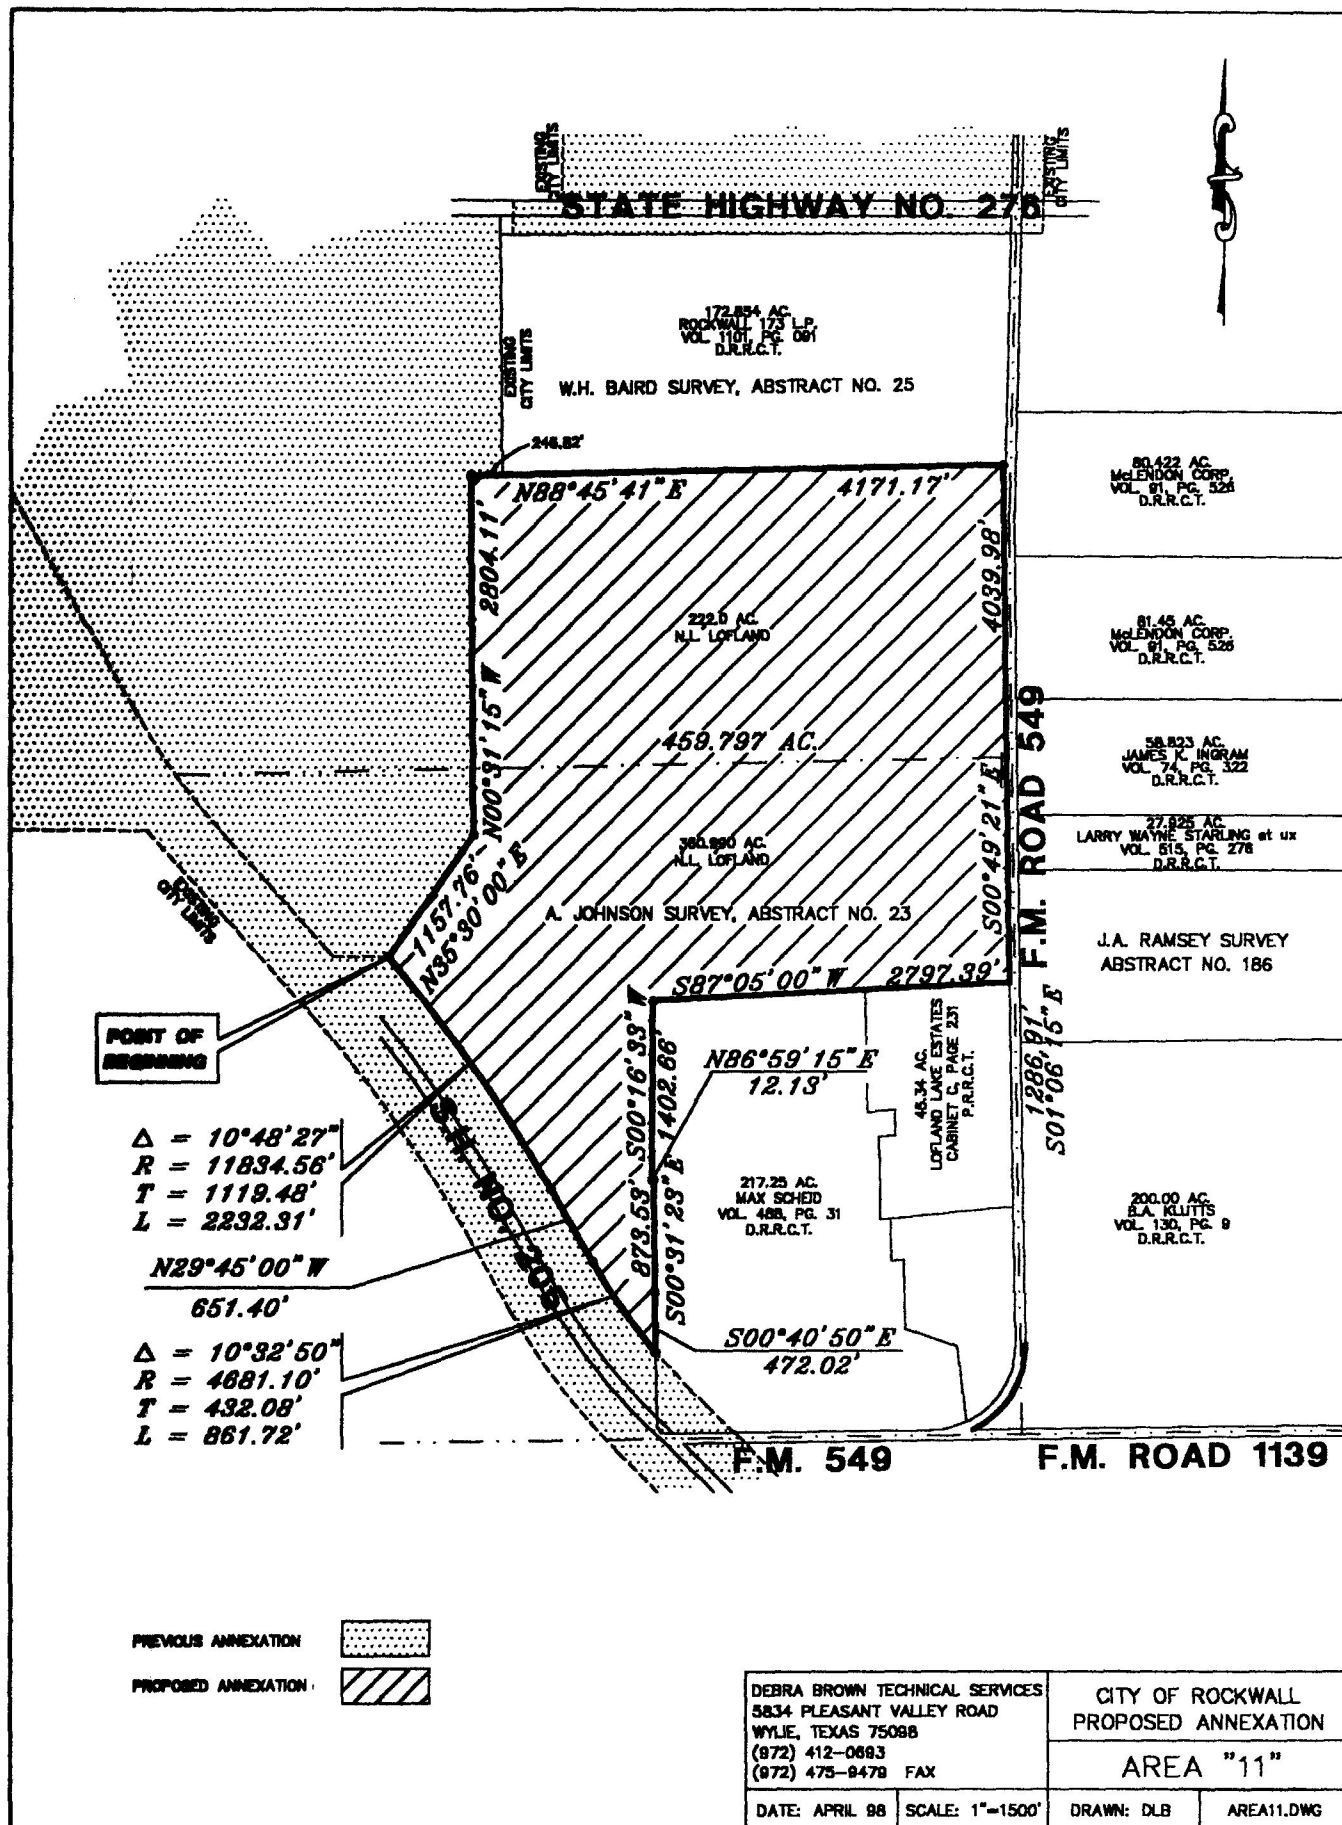 EXISTING
CITY LIMITS
EXISTING
CITY LIMITS
STATE HIGHWAY NO. 276
172.854 AC.
ROCKWALL 173 L.P.
VOL. 1101, PG. 091
D.R.R.C.T.
EXISTING
CITY LIMITS
W.H. BAIRD SURVEY, ABSTRACT NO. 25
246.82'
N88°45'41"E 4171.17'
80.422 AC.
McLENDON CORP.
VOL. 91, PG. 526
D.R.R.C.T.
N00°31'15"W 2804.11'
S00°49'21"E 4039.98'
222.0 AC.
N.L. LOFLAND
81.45 AC.
McLENDON CORP.
VOL. 91, PG. 526
D.R.R.C.T.
459.797 AC.
F.M. ROAD 549
58.823 AC.
JAMES K. INGRAM
VOL. 74, PG. 322
D.R.R.C.T.
27.925 AC.
LARRY WAYNE STARLING et ux
VOL. 515, PG. 276
D.R.R.C.T.
N.L. LOFLAND
EXISTING
CITY LIMITS
1157.76'
N35°30'00"E
A. JOHNSON SURVEY, ABSTRACT NO. 23
J.A. RAMSEY SURVEY
ABSTRACT NO. 186
S87°05'00"W 2797.39'
POINT OF
BEGINNING
S00°16'33"W
1402.66'
N86°59'15"E
12.13'
LOFLAND LAKE ESTATES
CABINET C, PAGE 231
P.R.R.C.T.
1286.91'
S01°06'15"E
Δ = 10°48'27"
R = 11834.56'
T = 1119.48'
L = 2232.31'
S.H. NO. 205
873.53'
S00°31'23"E
217.25 AC.
MAX SCHEID
VOL. 488, PG. 31
D.R.R.C.T.
200.00 AC.
B.A. KLUTTS
VOL. 130, PG. 9
D.R.R.C.T.
N29°45'00"W
651.40'
S00°40'50"E
472.02'
Δ = 10°32'50"
R = 4681.10'
T = 432.08'
L = 861.72'
F.M. 549
F.M. ROAD 1139
PREVIOUS ANNEXATION
PROPOSED ANNEXATION
DEBRA BROWN TECHNICAL SERVICES
5834 PLEASANT VALLEY ROAD
WYLIE, TEXAS 75098
(972) 412-0693
(972) 475-9479 FAX
CITY OF ROCKWALL
PROPOSED ANNEXATION
AREA "11"
DATE: APRIL 98
SCALE: 1"=1500'
DRAWN: DLB
AREA11.DWG